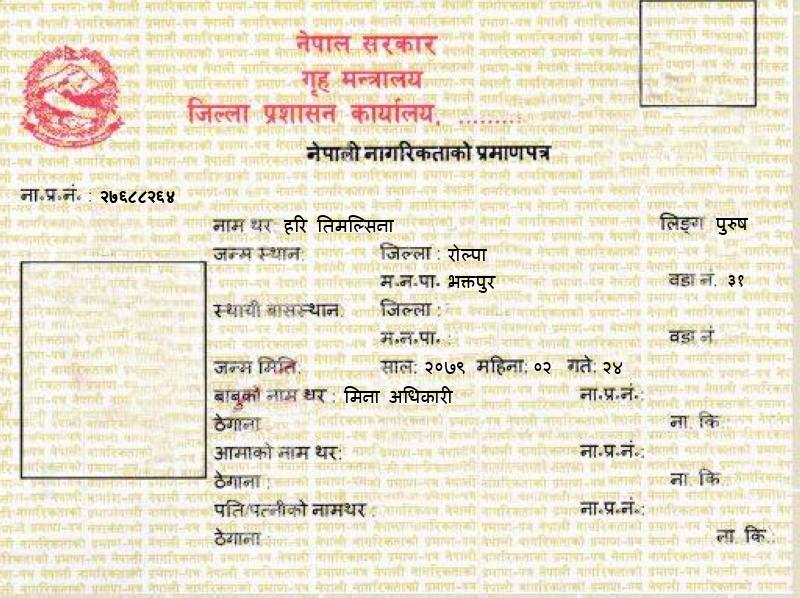 नेपाल सरकार
गृह मन्त्रालय
जिल्ला प्रशासन कार्यालय, .........
नेपाली नागरिकताको प्रमाणपत्र
ना.प्र.नं. : २७६८८२६४
नाम थर हरि तिमल्सिना लिङ्ग पुरुष
जन्म स्थान: जिल्ला : रोल्पा
म.न.पा. भक्तपुर वडा नं. ३१
स्थायी बासस्थान: जिल्ला :
म.न.पा. : वडा नं
जन्म मिति: साल: २०७९ महिना: ०२ गते: २४
बाबुको नाम थर : मिना अधिकारी ना.प्र.नं.:
ठेगाना : ना. कि :
आमाको नाम थर: ना.प्र.नं.:
ठेगाना : ना. कि
पति/पत्नीको नामथर : ना.प्र.नं.:
ठेगाना : ना. कि.: